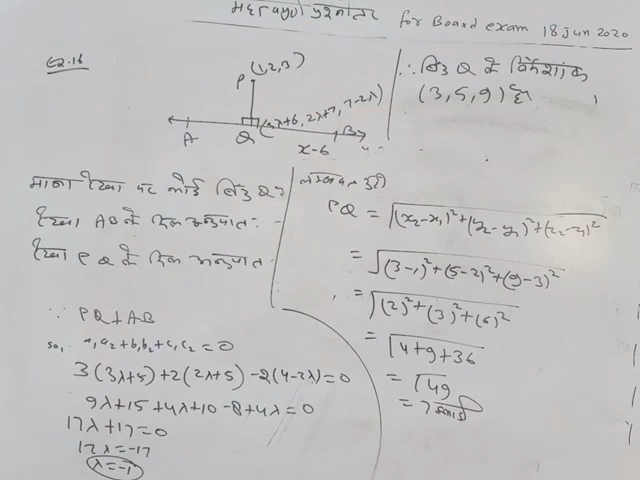 महत्वपूर्ण प्रश्नोत्तर for Board exam 18 Jun 2020
P (1,2,3)
A Q (3λ+6, 2λ+7, 7-2λ) B
x-6
माना रेखा पर कोई बिंदु Q
रेखा AB के दिक् अनुपात :-
रेखा PQ के दिक् अनुपात -
∵ PQ⊥AB
so, a₁a₂+b₁b₂+c₁c₂=0
3(3λ+5)+2(2λ+5)-2(4-2λ)=0
9λ+15+4λ+10-8+4λ=0
17λ+17=0
17λ=-17
λ=-1
∴ बिंदु Q के निर्देशांक
(3,5,9) है
लम्बवत दूरी
PQ = √(x₂-x₁)²+(y₂-y₁)²+(z₂-z₁)²
= √(3-1)²+(5-2)²+(9-3)²
= √(2)²+(3)²+(6)²
= √4+9+36
= √49
= 7 इकाई